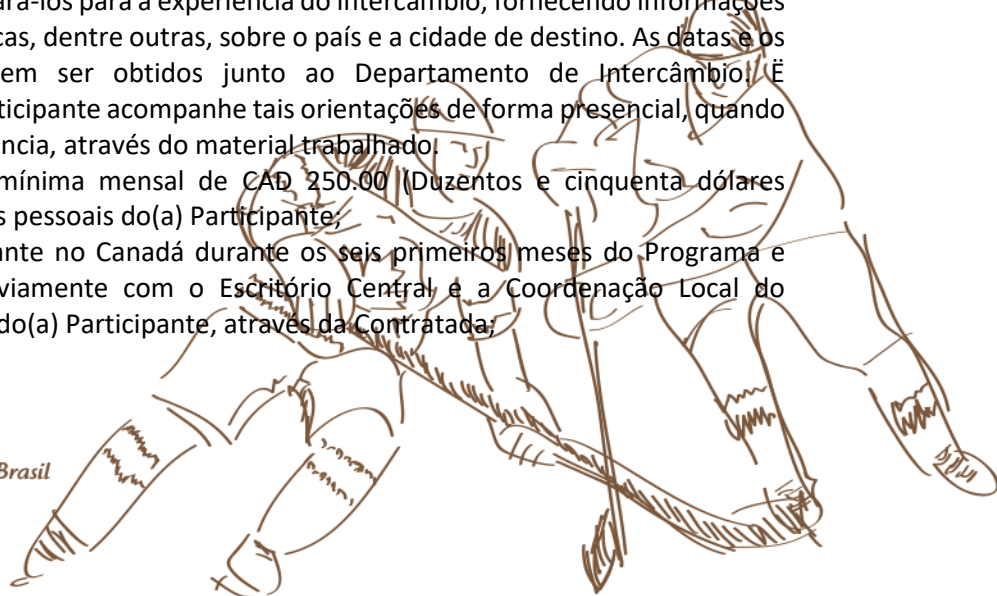 ará-los para a experiência do intercâmbio, fornecendo informações
cas, dentre outras, sobre o país e a cidade de destino. As datas e os
em ser obtidos junto ao Departamento de Intercâmbio. Ë
ticipante acompanhe tais orientações de forma presencial, quando
ncia, através do material trabalhado.
mínima mensal de CAD 250.00 (Duzentos e cinquenta dólares
s pessoais do(a) Participante;
ante no Canadá durante os seis primeiros meses do Programa e
viamente com o Escritório Central e a Coordenação Local do
do(a) Participante, através da Contratada;
Brasil